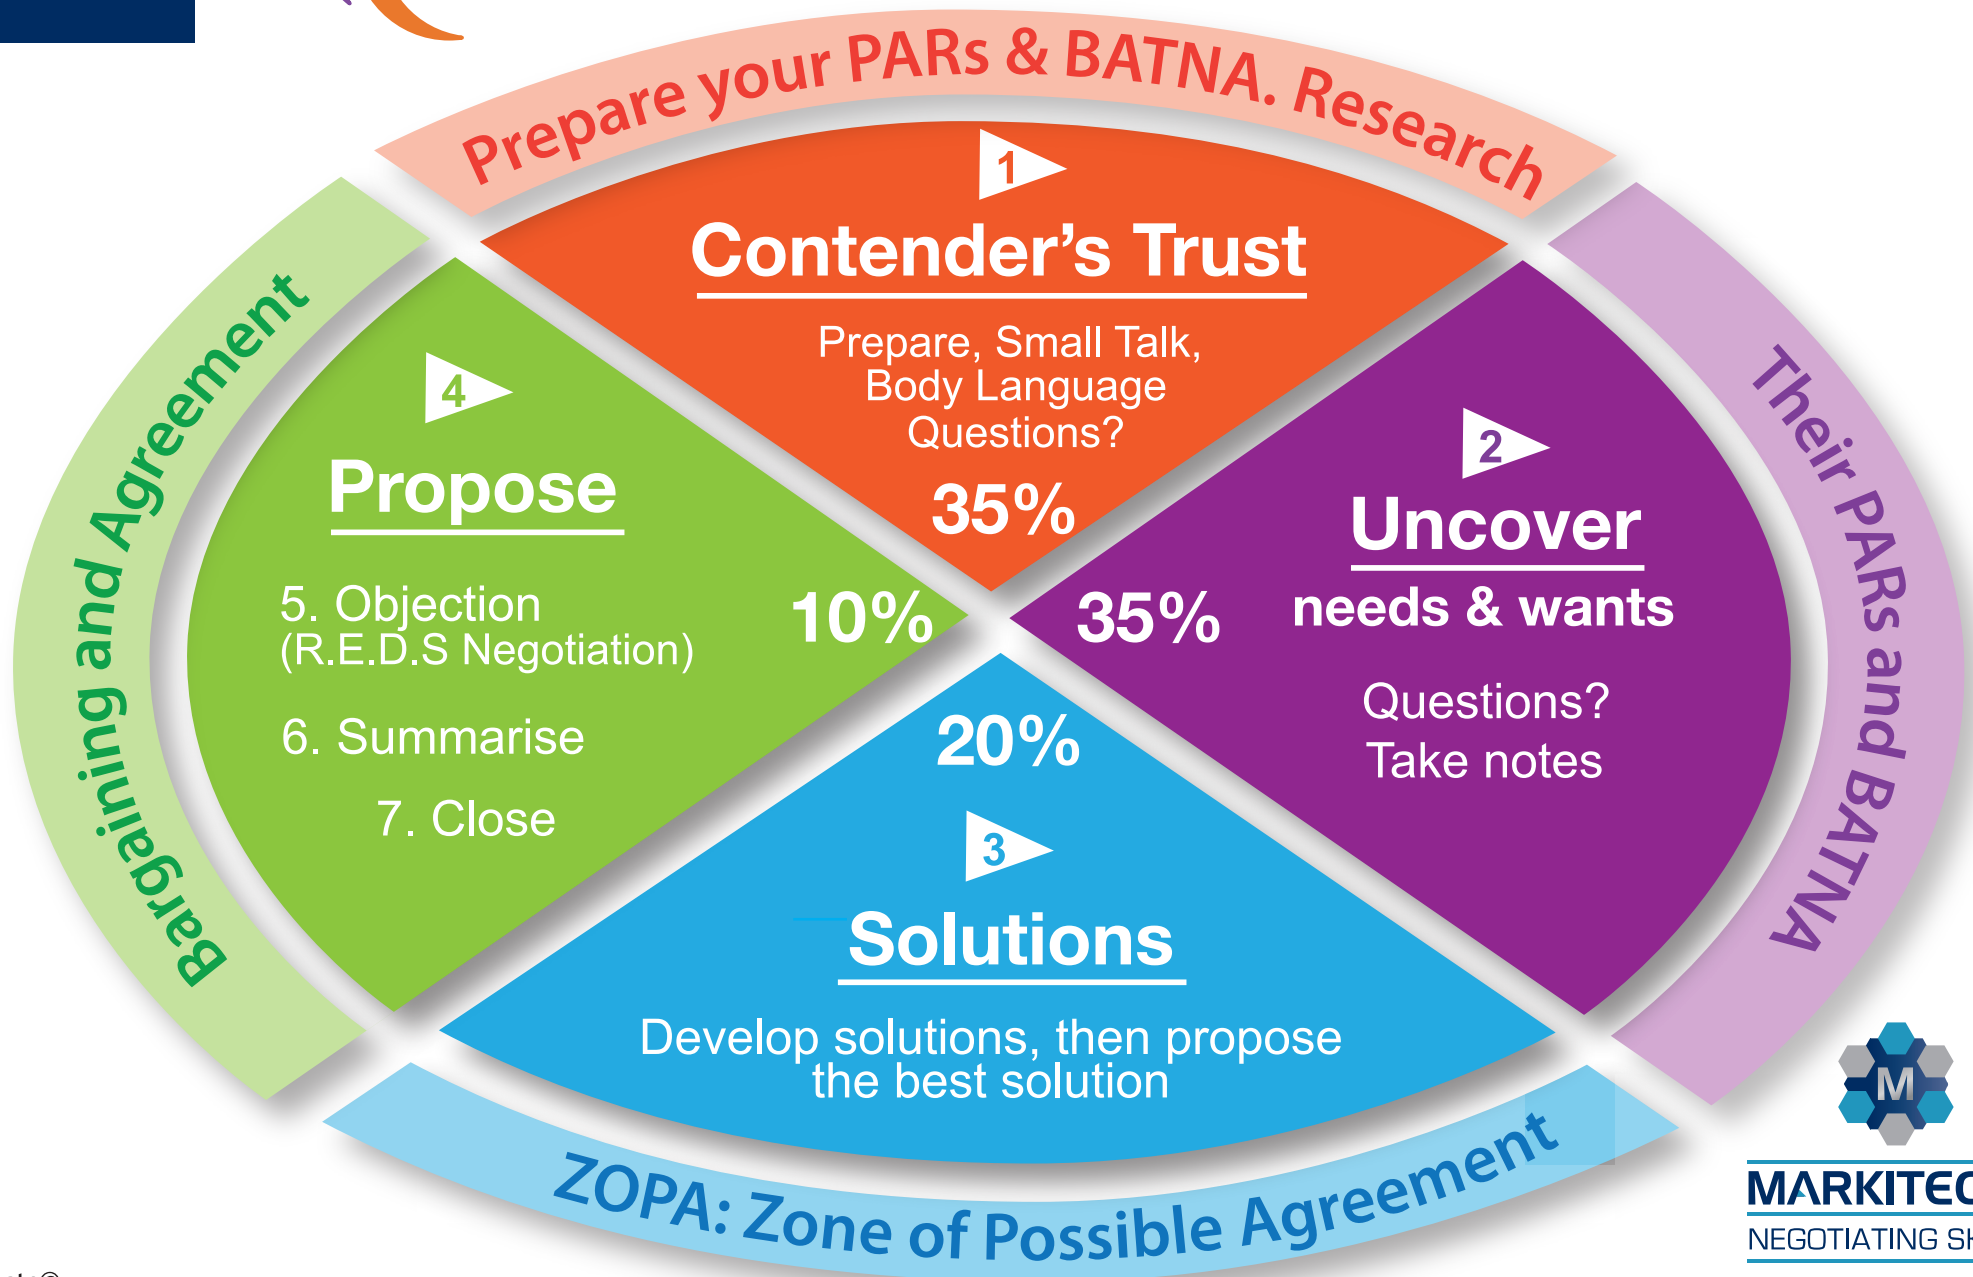 Prepare your PARs & BATNA. Research
1
Contender's Trust
Prepare, Small Talk,
Body Language
Questions?
35%
2
Uncover
needs & wants
35%
Questions?
Take notes
Their PARs and BATNA
20%
3
Solutions
Develop solutions, then propose
the best solution
ZOPA: Zone of Possible Agreement
4
Propose
5. Objection
(R.E.D.S Negotiation)
10%
6. Summarise
7. Close
Bargaining and Agreement
M
MARKITEC
NEGOTIATING